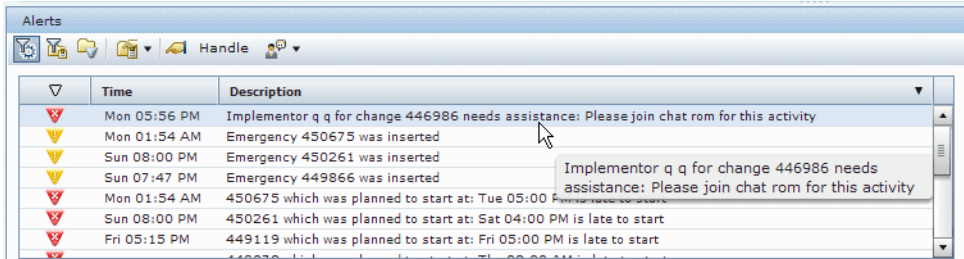 Alerts
Handle
Time Description
Mon 05:56 PM Implementor q q for change 446986 needs assistance: Please join chat rom for this activity
Mon 01:54 AM Emergency 450675 was inserted
Sun 08:00 PM Emergency 450261 was inserted
Sun 07:47 PM Emergency 449866 was inserted
Implementor q q for change 446986 needs
assistance: Please join chat rom for this activity
Mon 01:54 AM 450675 which was planned to start at: Tue 05:00 PM is late to start
Sun 08:00 PM 450261 which was planned to start at: Sat 04:00 PM is late to start
Fri 05:15 PM 449119 which was planned to start at: Fri 05:00 PM is late to start